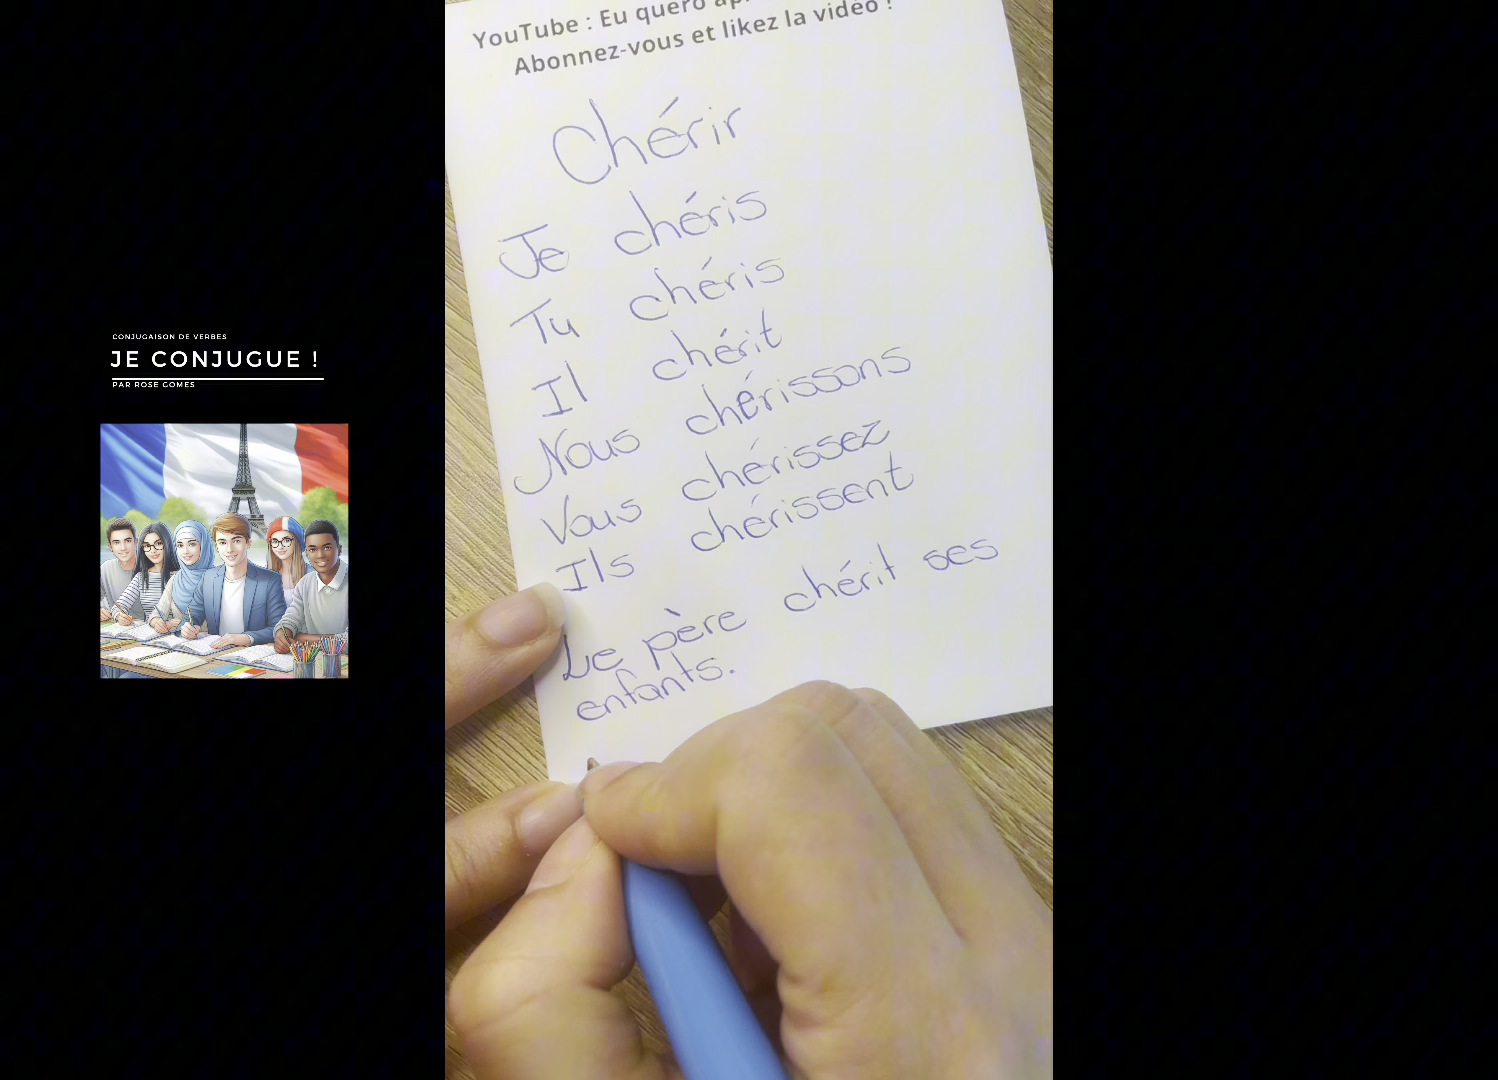 CONJUGAISON DE VERBES
JE CONJUGUE !
PAR ROSE GOMES
YouTube : Eu quero
Abonnez-vous et likez la vidéo !
Chérir
Je chéris
Tu chéris
Il chérit
Nous chérissons
Vous chérissez
Ils chérissent
Le père chérit ses
enfants.